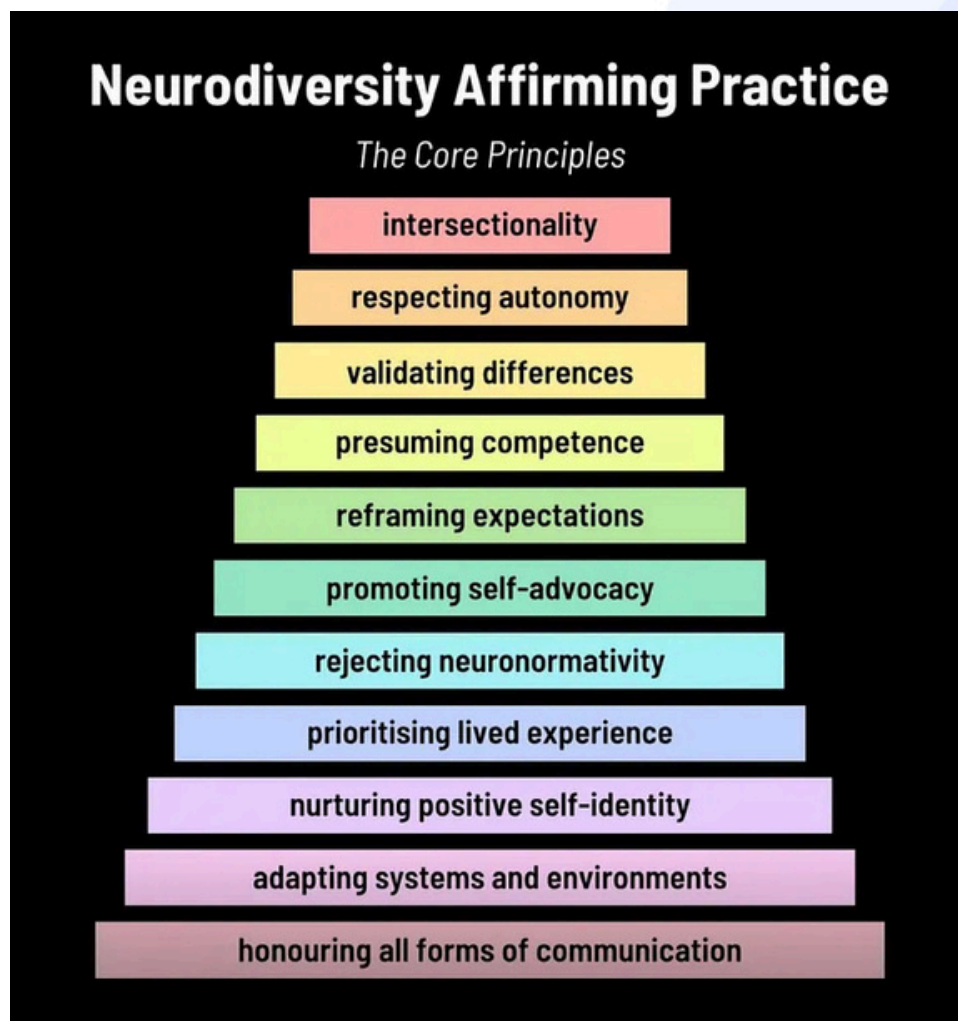 Neurodiversity Affirming Practice
The Core Principles
intersectionality
respecting autonomy
validating differences
presuming competence
reframing expectations
promoting self-advocacy
rejecting neuronormativity
prioritising lived experience
nurturing positive self-identity
adapting systems and environments
honouring all forms of communication